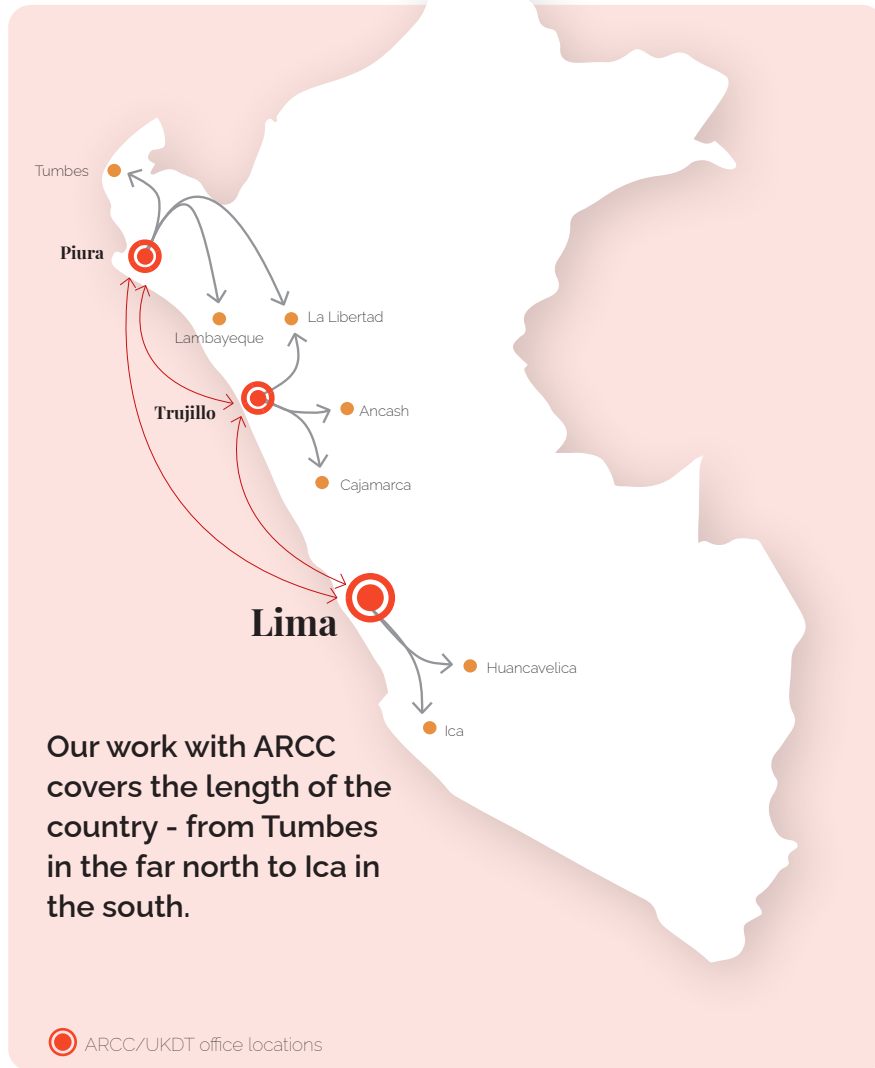 Tumbes
Piura
La Libertad
Lambayeque
Trujillo
Ancash
Cajamarca
Lima
Huancavelica
Ica
Our work with ARCC
covers the length of the
country - from Tumbes
in the far north to Ica in
the south.
ARCC/UKDT office locations